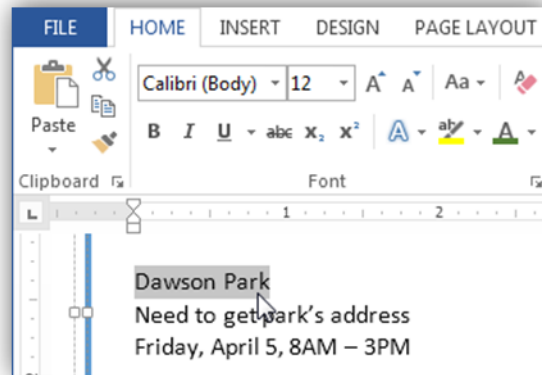 FILE HOME INSERT DESIGN PAGE LAYOUT
Calibri (Body) 12 A A Aa
Paste B I U abc X₂ X² A ab A
Clipboard Font
L 1 2
Dawson Park
Need to get park's address
Friday, April 5, 8AM – 3PM